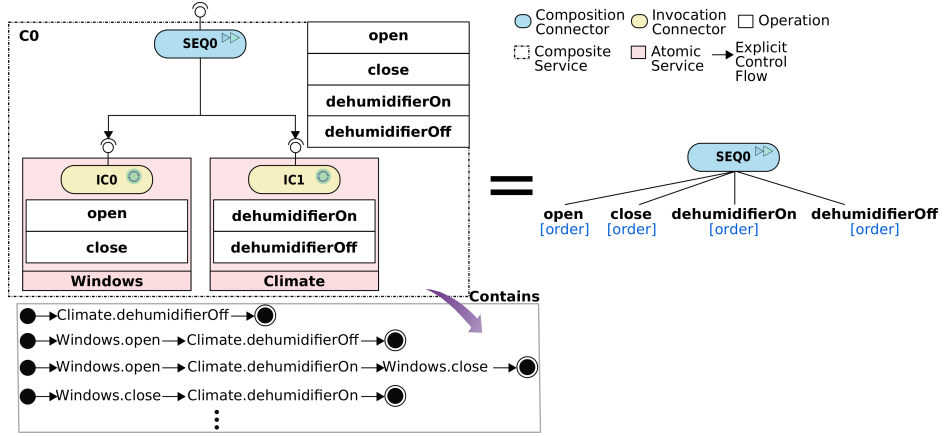 C0
SEQ0
open
close
dehumidifierOn
dehumidifierOff
IC0
open
close
Windows
IC1
dehumidifierOn
dehumidifierOff
Climate
Composition
Connector
Invocation
Connector
Operation
Composite
Service
Atomic
Service
Explicit
Control
Flow
=
SEQ0
open
[order]
close
[order]
dehumidifierOn
[order]
dehumidifierOff
[order]
Contains
Climate.dehumidifierOff
Windows.open Climate.dehumidifierOff
Windows.open Climate.dehumidifierOn Windows.close
Windows.close Climate.dehumidifierOn